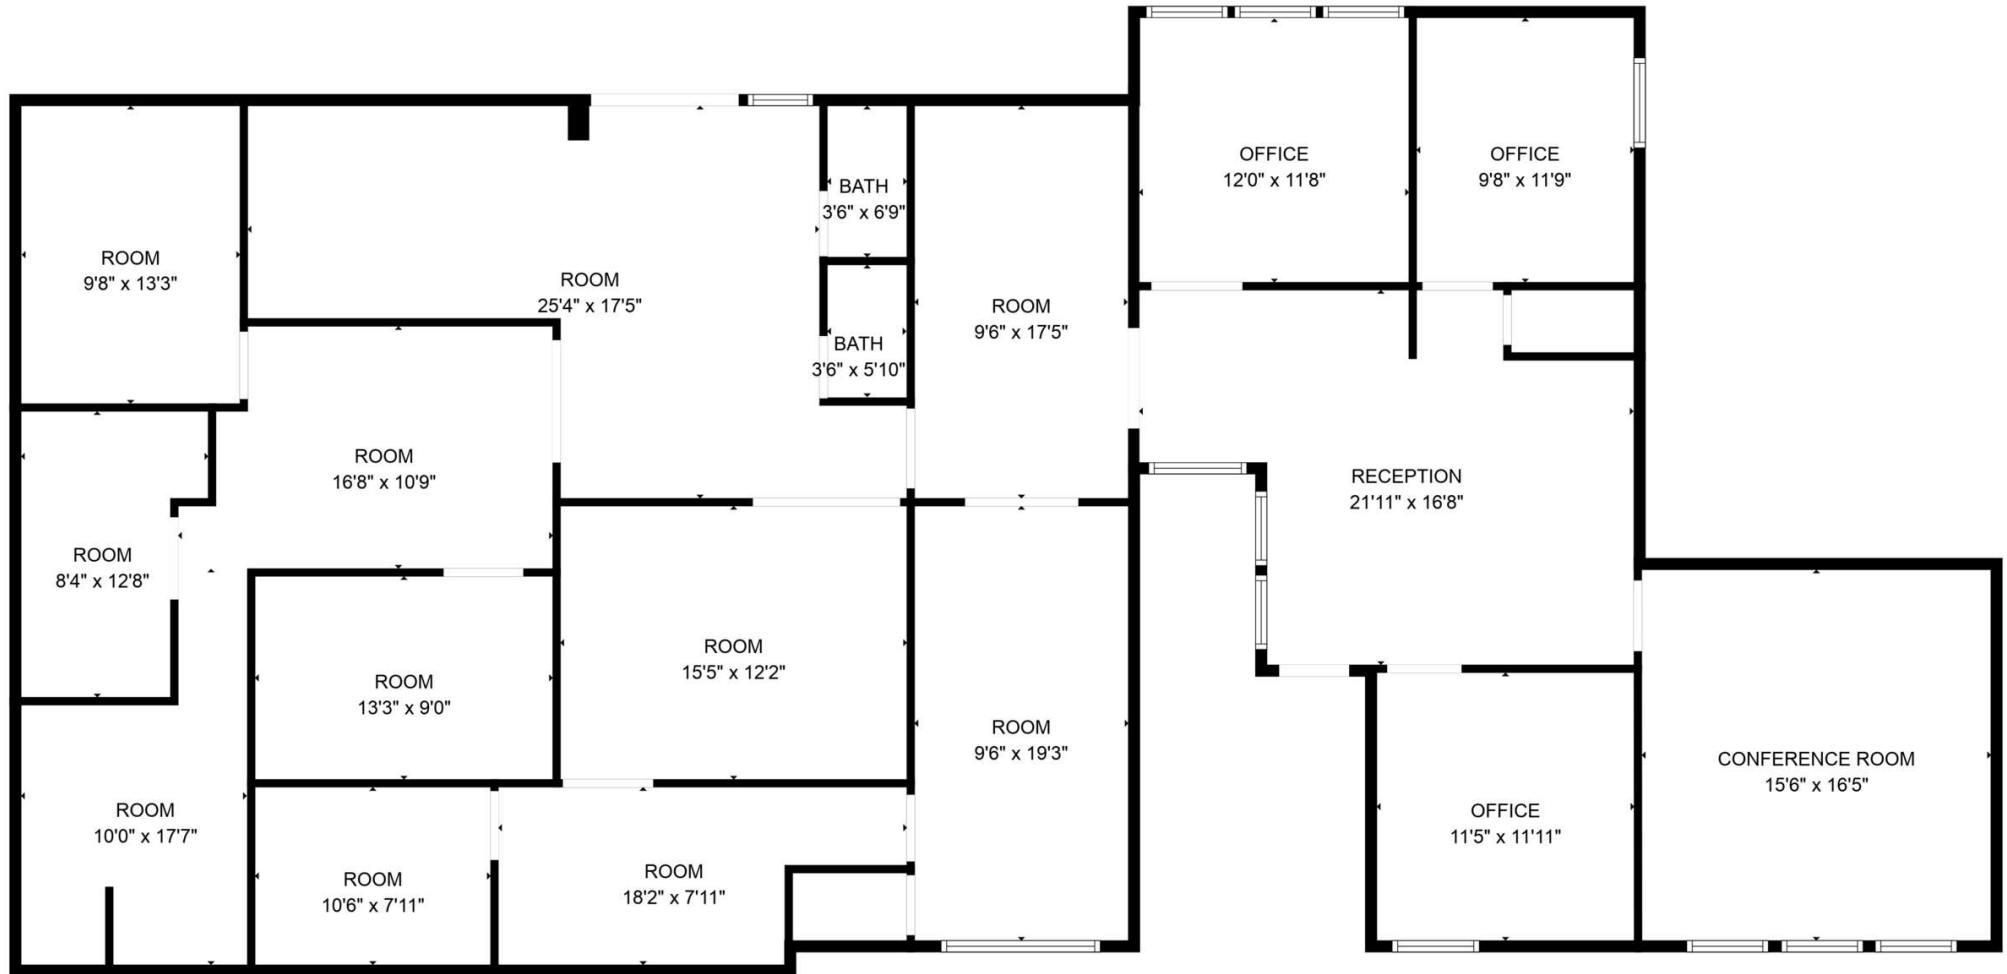 OFFICE
12'0" x 11'8"
OFFICE
9'8" x 11'9"
BATH
3'6" x 6'9"
ROOM
9'8" x 13'3"
ROOM
25'4" x 17'5"
ROOM
9'6" x 17'5"
BATH
3'6" x 5'10"
ROOM
16'8" x 10'9"
RECEPTION
21'11" x 16'8"
ROOM
8'4" x 12'8"
ROOM
15'5" x 12'2"
ROOM
13'3" x 9'0"
ROOM
9'6" x 19'3"
CONFERENCE ROOM
15'6" x 16'5"
ROOM
10'0" x 17'7"
OFFICE
11'5" x 11'11"
ROOM
10'6" x 7'11"
ROOM
18'2" x 7'11"